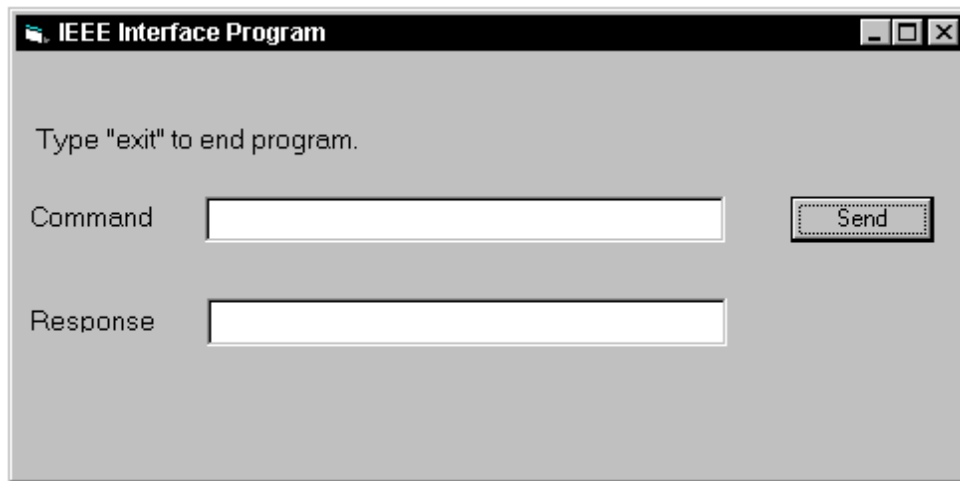 IEEE Interface Program
Type "exit" to end program.
Command
Send
Response